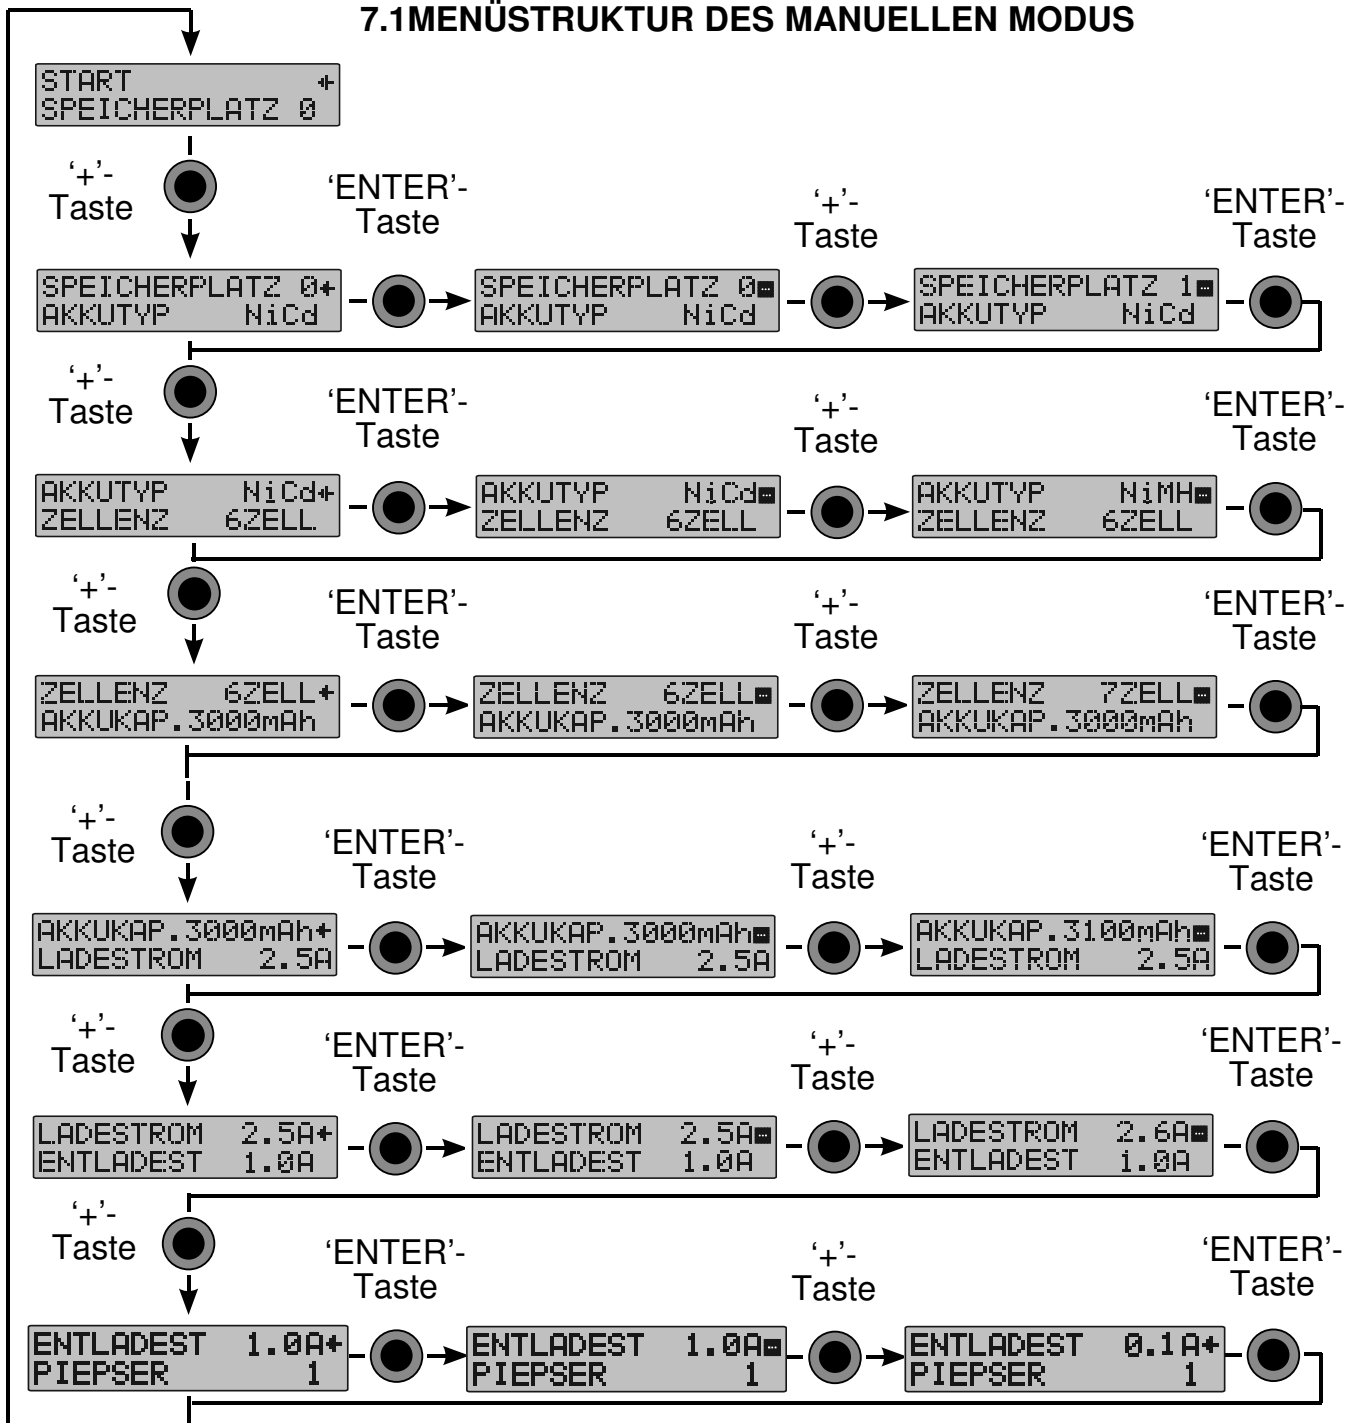 7.1MENÜSTRUKTUR DES MANUELLEN MODUS
START
SPEICHERPLATZ 0
‘+’-
Taste
‘ENTER’-
Taste
‘+’-
Taste
‘ENTER’-
Taste
SPEICHERPLATZ 0
AKKUTYP NiCd
SPEICHERPLATZ 0
AKKUTYP NiCd
SPEICHERPLATZ 1
AKKUTYP NiCd
‘+’-
Taste
‘ENTER’-
Taste
‘+’-
Taste
‘ENTER’-
Taste
AKKUTYP NiCd
ZELLENZ 6ZELL
AKKUTYP NiCd
ZELLENZ 6ZELL
AKKUTYP NiMH
ZELLENZ 6ZELL
‘+’-
Taste
‘ENTER’-
Taste
‘+’-
Taste
‘ENTER’-
Taste
ZELLENZ 6ZELL
AKKUKAP.3000mAh
ZELLENZ 6ZELL
AKKUKAP.3000mAh
ZELLENZ 7ZELL
AKKUKAP.3000mAh
‘+’-
Taste
‘ENTER’-
Taste
‘+’-
Taste
‘ENTER’-
Taste
AKKUKAP.3000mAh
LADESTROM 2.5A
AKKUKAP.3000mAh
LADESTROM 2.5A
AKKUKAP.3100mAh
LADESTROM 2.5A
‘+’-
Taste
‘ENTER’-
Taste
‘+’-
Taste
‘ENTER’-
Taste
LADESTROM 2.5A
ENTLADEST 1.0A
LADESTROM 2.5A
ENTLADEST 1.0A
LADESTROM 2.6A
ENTLADEST 1.0A
‘+’-
Taste
‘ENTER’-
Taste
‘+’-
Taste
‘ENTER’-
Taste
ENTLADEST 1.0A
PIEPSER 1
ENTLADEST 1.0A
PIEPSER 1
ENTLADEST 0.1A
PIEPSER 1